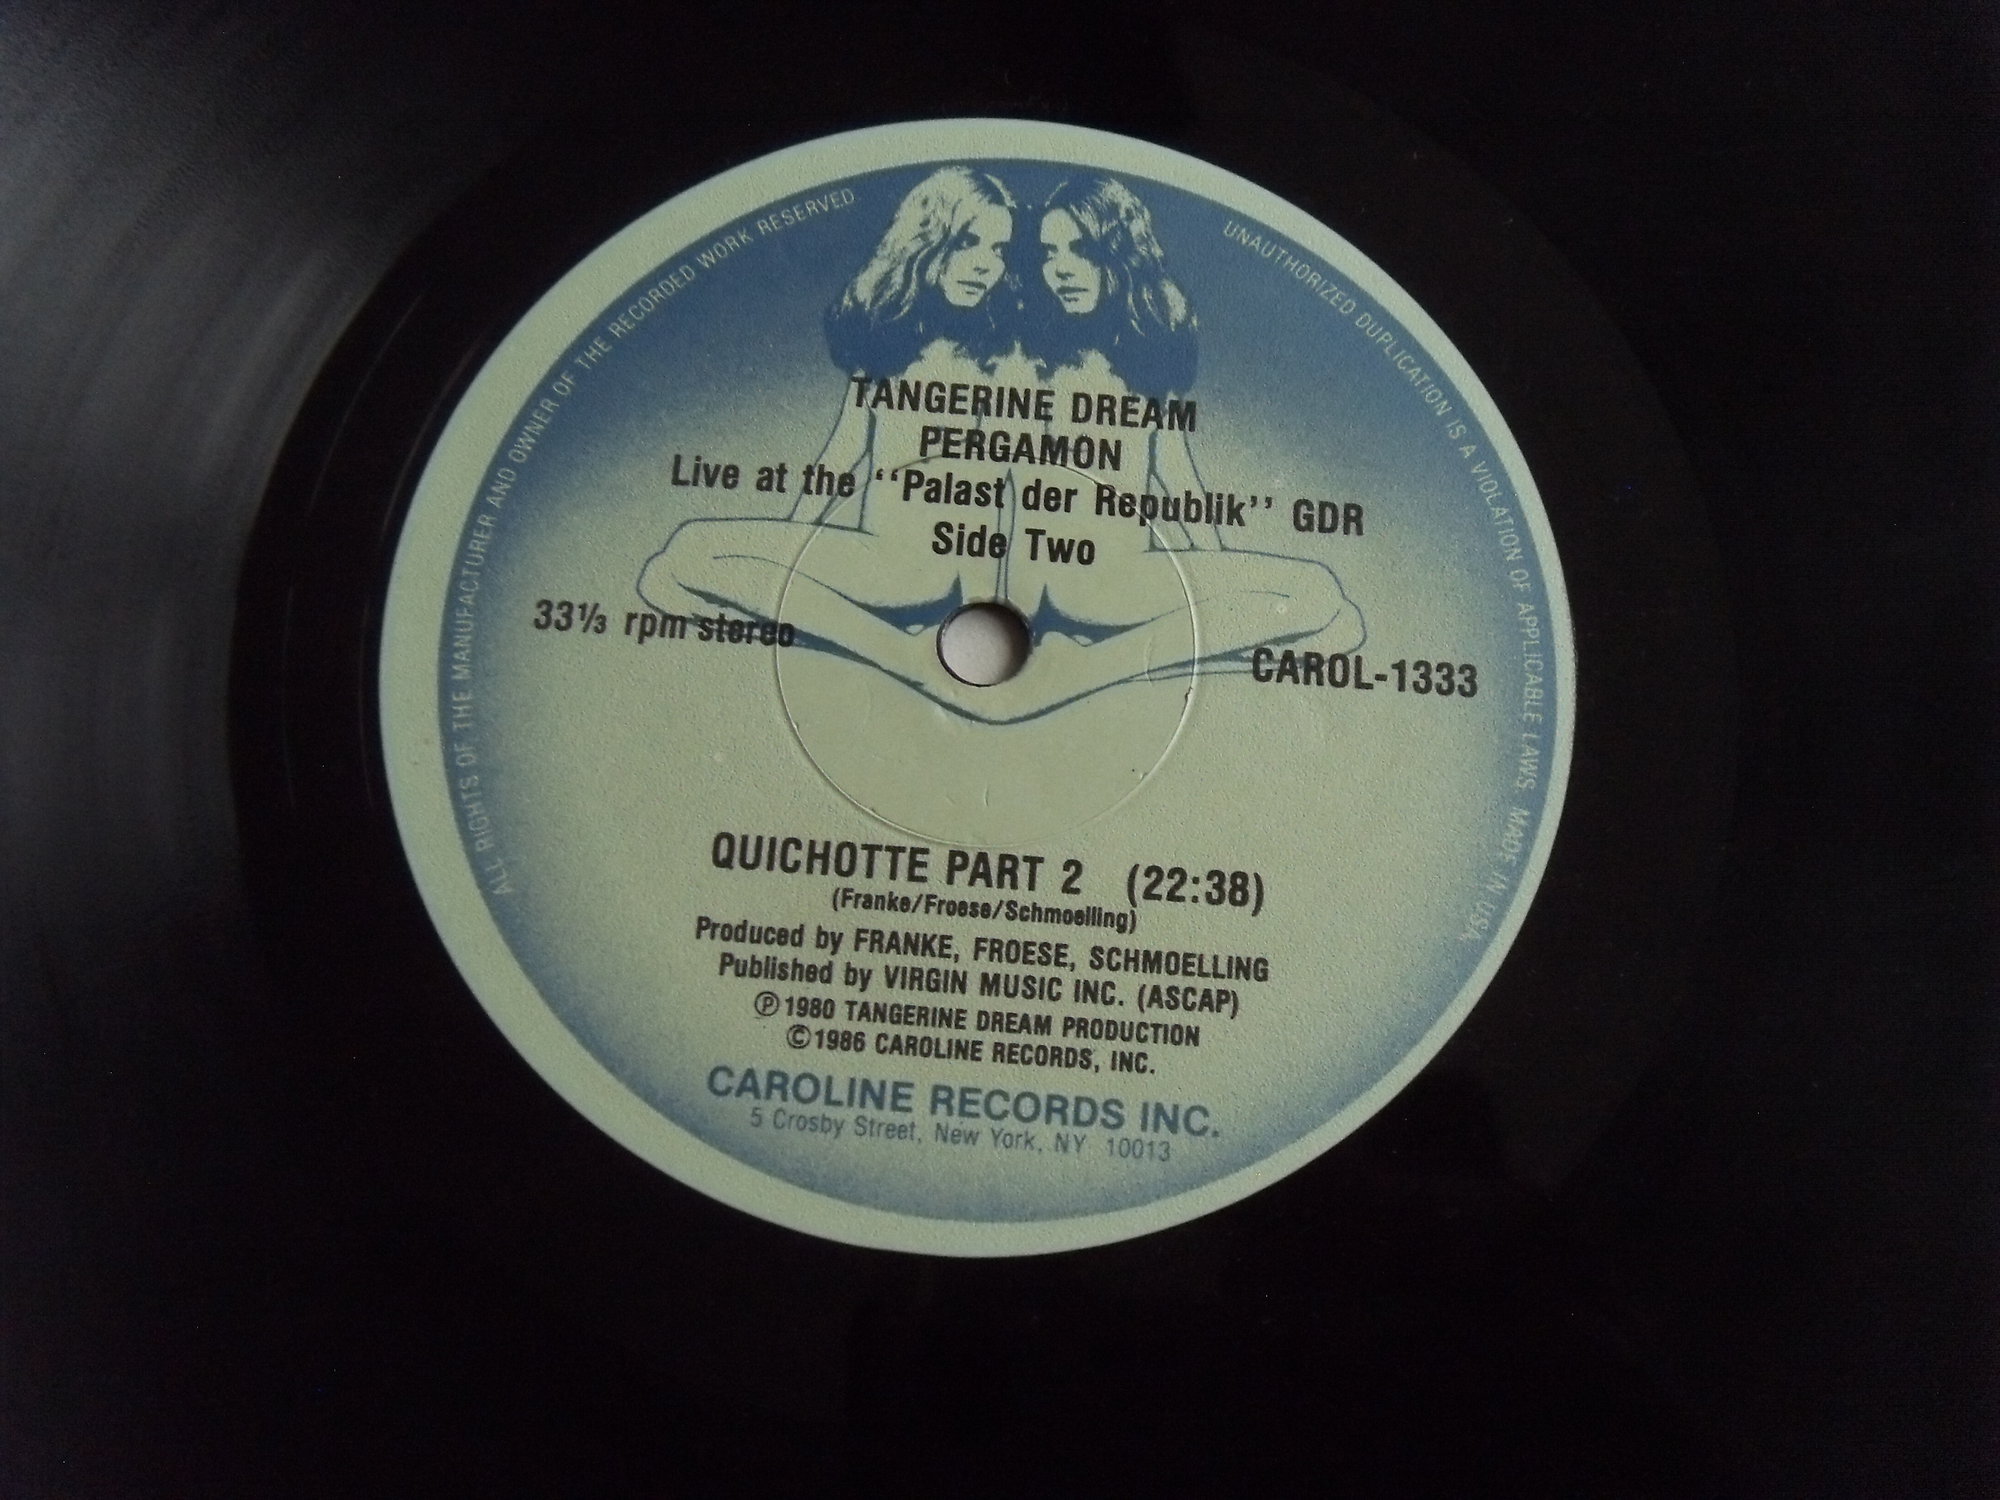 ALL RIGHTS OF THE MANUFACTURER AND OWNER OF THE RECORDED WORK RESERVED
UNAUTHORIZED DUPLICATION IS A VIOLATION OF APPLICABLE LAWS. MADE IN USA
TANGERINE DREAM
PERGAMON
Live at the "Palast der Republik" GDR
Side Two
33⅓ rpm stereo
CAROL-1333
QUICHOTTE PART 2 (22:38)
(Franke/Froese/Schmoelling)
Produced by FRANKE, FROESE, SCHMOELLING
Published by VIRGIN MUSIC INC. (ASCAP)
Ⓟ1980 TANGERINE DREAM PRODUCTION
©1986 CAROLINE RECORDS, INC.
CAROLINE RECORDS INC.
5 Crosby Street, New York, NY 10013